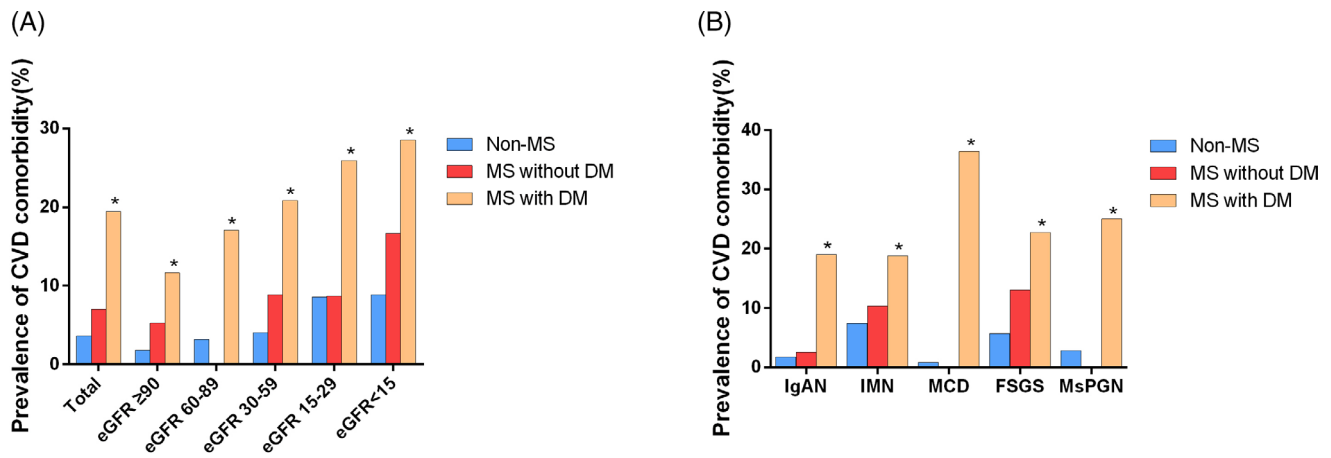 (A)
Prevalence of CVD comorbidity(%)
30
20
10
0
* * * * * *
Total
eGFR ≥90
eGFR 60-89
eGFR 30-59
eGFR 15-29
eGFR<15
Non-MS
MS without DM
MS with DM
(B)
Prevalence of CVD comorbidity(%)
40
30
20
10
0
* * * * *
IgAN IMN MCD FSGS MsPGN
Non-MS
MS without DM
MS with DM